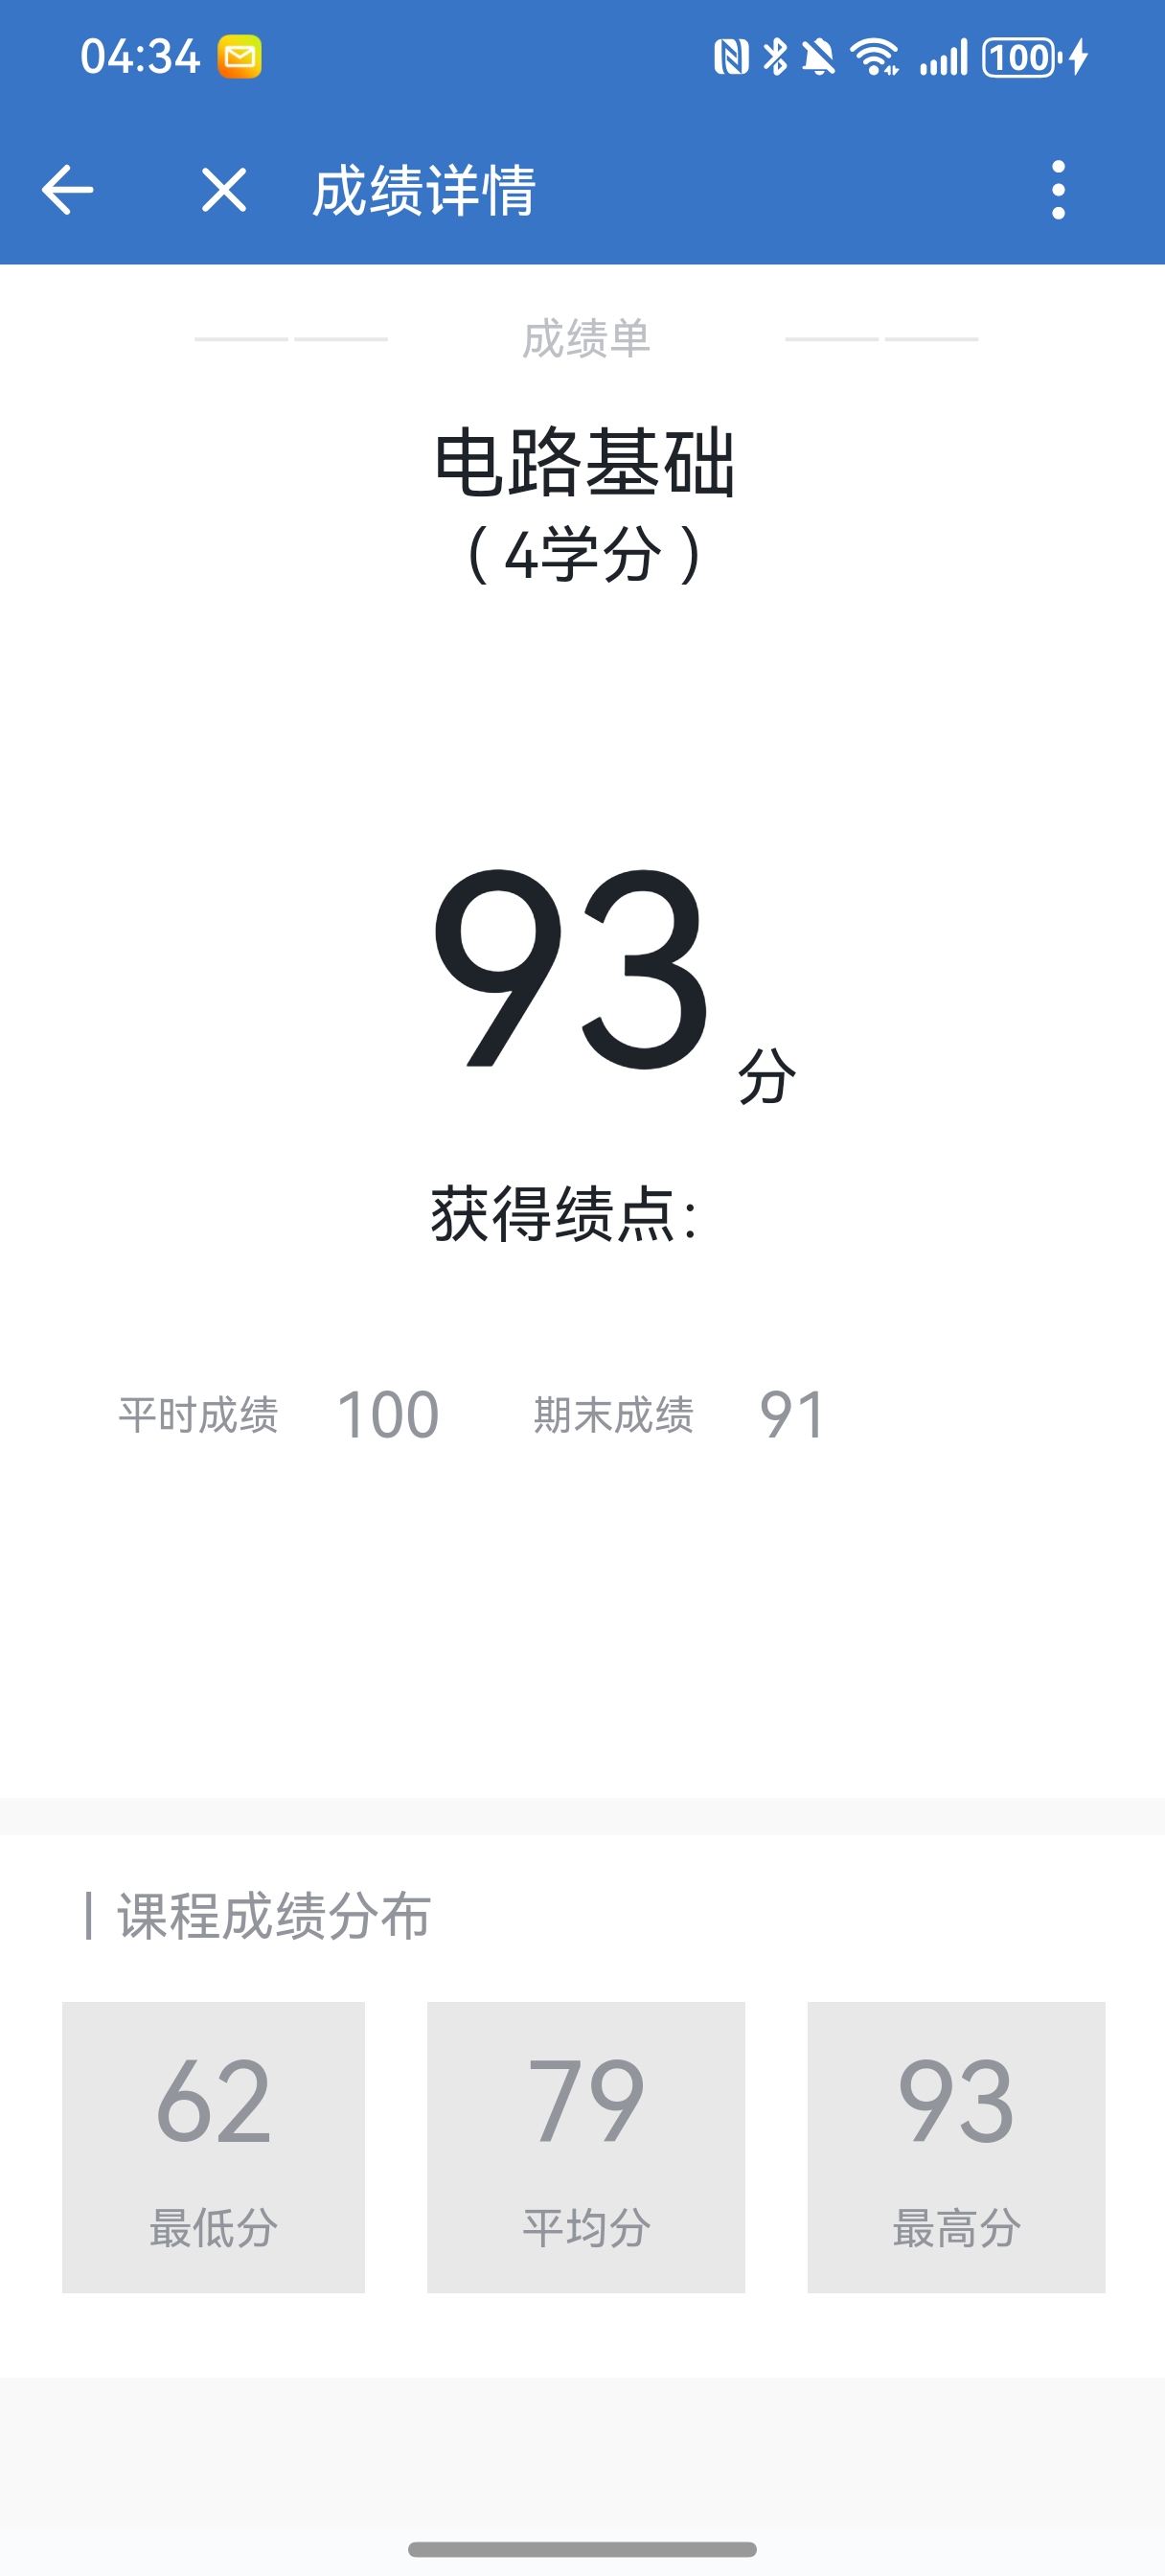 04:34 100
成绩详情
成绩单
电路基础
（4学分）
93 分
获得绩点：
平时成绩 100 期末成绩 91
课程成绩分布
62 79 93
最低分 平均分 最高分